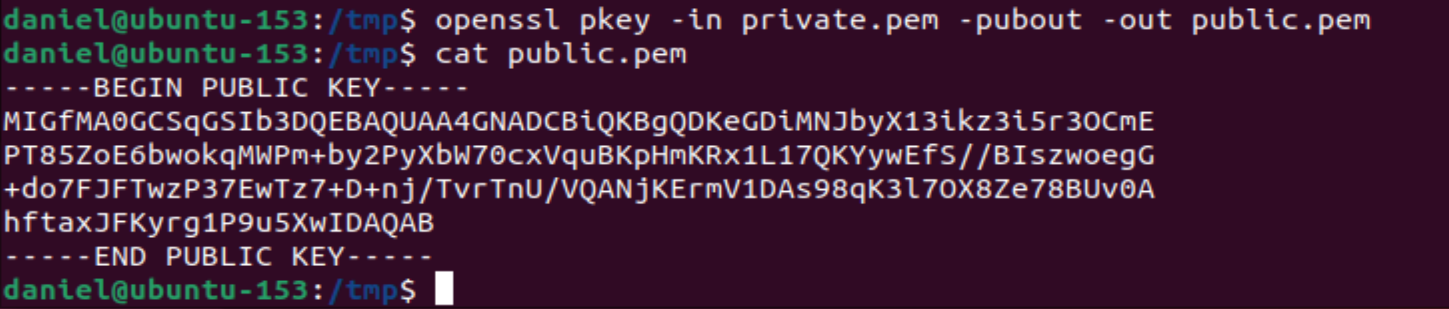 daniel@ubuntu-153:/tmp$ openssl pkey -in private.pem -pubout -out public.pem
daniel@ubuntu-153:/tmp$ cat public.pem
-----BEGIN PUBLIC KEY-----
MIGfMA0GCSqGSIb3DQEBAQUAA4GNADCBiQKBgQDKeGDiMNJbyX13ikz3i5r3OCmE
PT85ZoE6bwokqMWPm+by2PyXbW70cxVquBKpHmKRx1L17QKYywEfS//BIszwoegG
+do7FJFTwzP37EwTz7+D+nj/TvrTnU/VQANjKErmV1DAs98qK3l7OX8Ze78BUv0A
hftaxJFKyrg1P9u5XwIDAQAB
-----END PUBLIC KEY-----
daniel@ubuntu-153:/tmp$